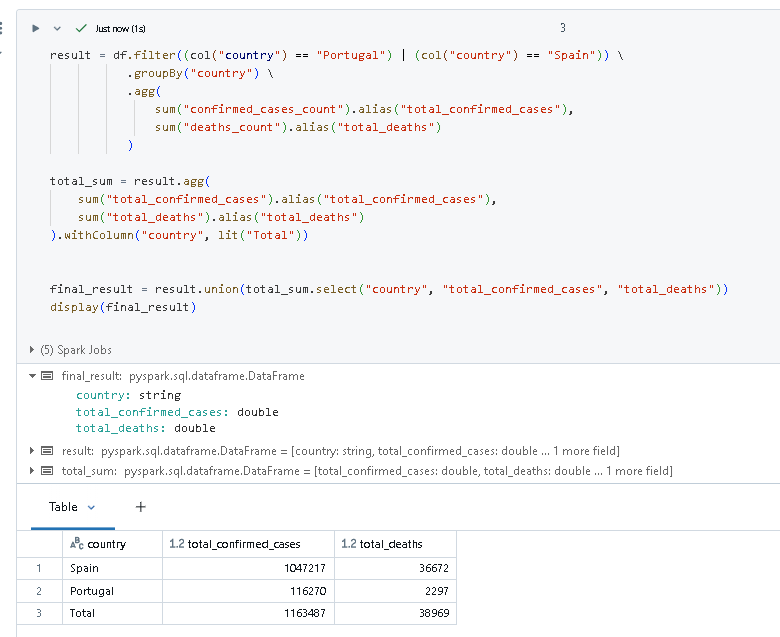 Just now (1s)
3
result = df.filter((col("country") == "Portugal") | (col("country") == "Spain")) \
.groupBy("country") \
.agg(
sum("confirmed_cases_count").alias("total_confirmed_cases"),
sum("deaths_count").alias("total_deaths")
)
total_sum = result.agg(
sum("total_confirmed_cases").alias("total_confirmed_cases"),
sum("total_deaths").alias("total_deaths")
).withColumn("country", lit("Total"))
final_result = result.union(total_sum.select("country", "total_confirmed_cases", "total_deaths"))
display(final_result)
(5) Spark Jobs
final_result: pyspark.sql.dataframe.DataFrame
country: string
total_confirmed_cases: double
total_deaths: double
result: pyspark.sql.dataframe.DataFrame = [country: string, total_confirmed_cases: double ... 1 more field]
total_sum: pyspark.sql.dataframe.DataFrame = [total_confirmed_cases: double, total_deaths: double ... 1 more field]
Table +
ABC country 1.2 total_confirmed_cases 1.2 total_deaths
1 Spain 1047217 36672
2 Portugal 116270 2297
3 Total 1163487 38969